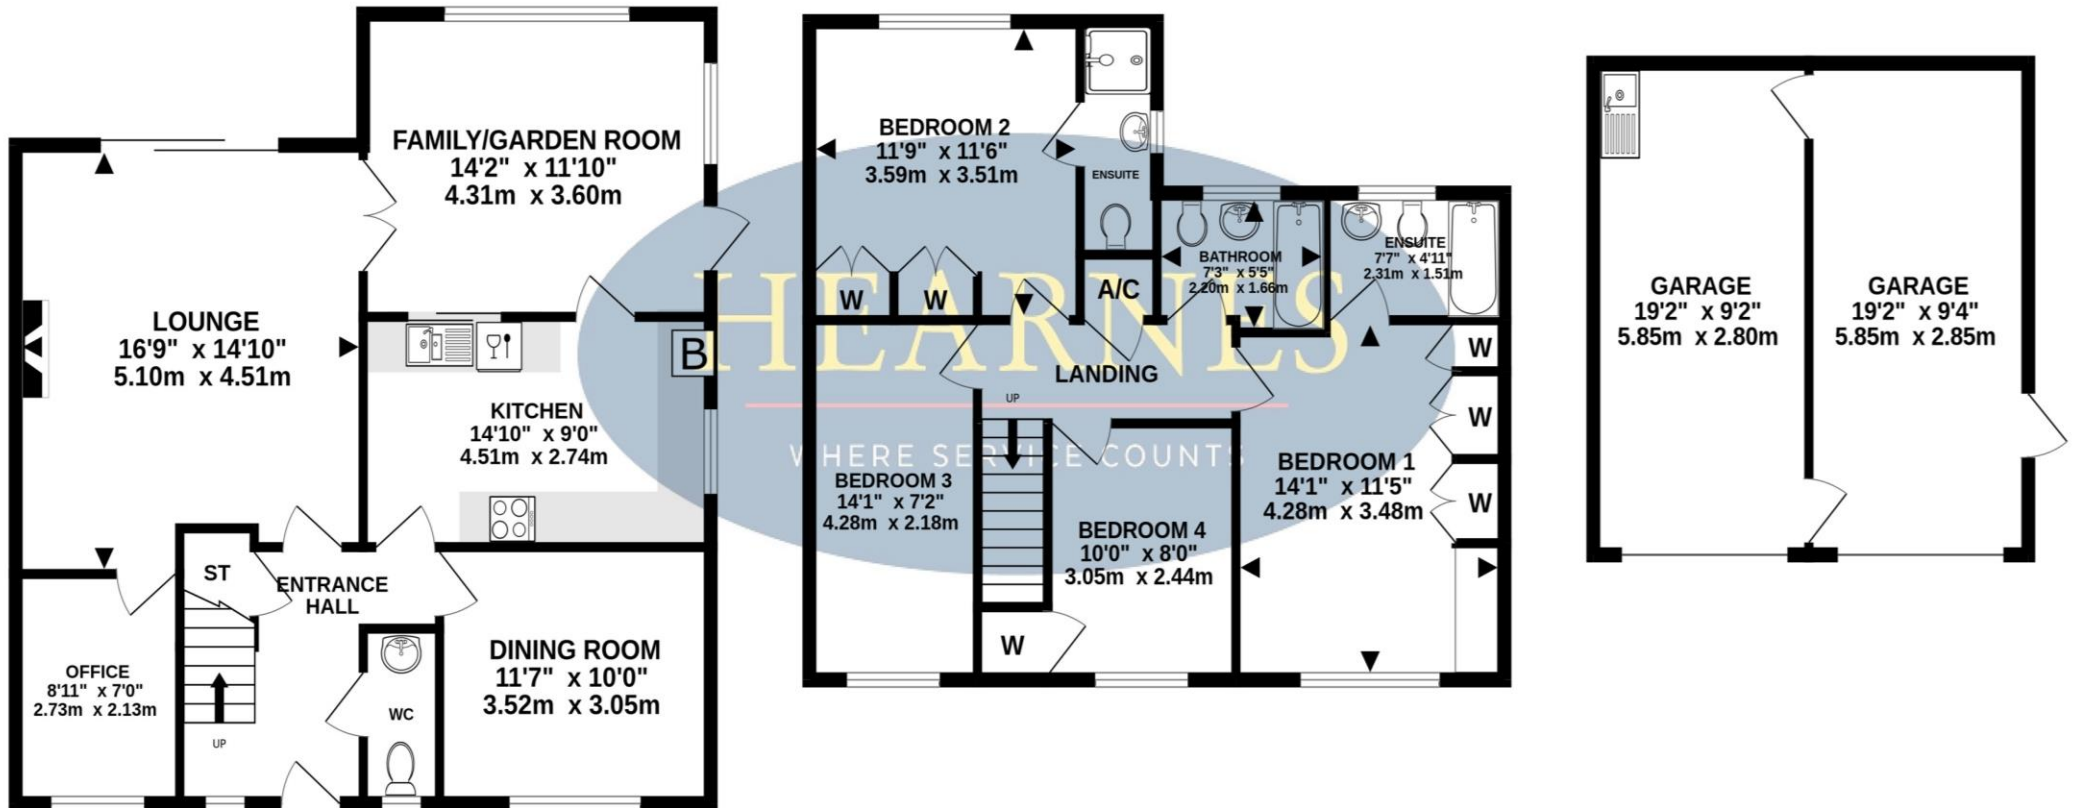 FAMILY/GARDEN ROOM
14'2" x 11'10"
4.31m x 3.60m
LOUNGE
16'9" x 14'10"
5.10m x 4.51m
B
KITCHEN
14'10" x 9'0"
4.51m x 2.74m
ST
ENTRANCE
HALL
OFFICE
8'11" x 7'0"
2.73m x 2.13m
UP
WC
DINING ROOM
11'7" x 10'0"
3.52m x 3.05m
BEDROOM 2
11'9" x 11'6"
3.59m x 3.51m
ENSUITE
W
W
A/C
BATHROOM
7'3" x 5'5"
2.20m x 1.66m
ENSUITE
7'7" x 4'11"
2.31m x 1.51m
HEARNES
WHERE SERVICE COUNTS
LANDING
UP
W
W
W
BEDROOM 3
14'1" x 7'2"
4.28m x 2.18m
BEDROOM 4
10'0" x 8'0"
3.05m x 2.44m
W
BEDROOM 1
14'1" x 11'5"
4.28m x 3.48m
GARAGE
19'2" x 9'2"
5.85m x 2.80m
GARAGE
19'2" x 9'4"
5.85m x 2.85m